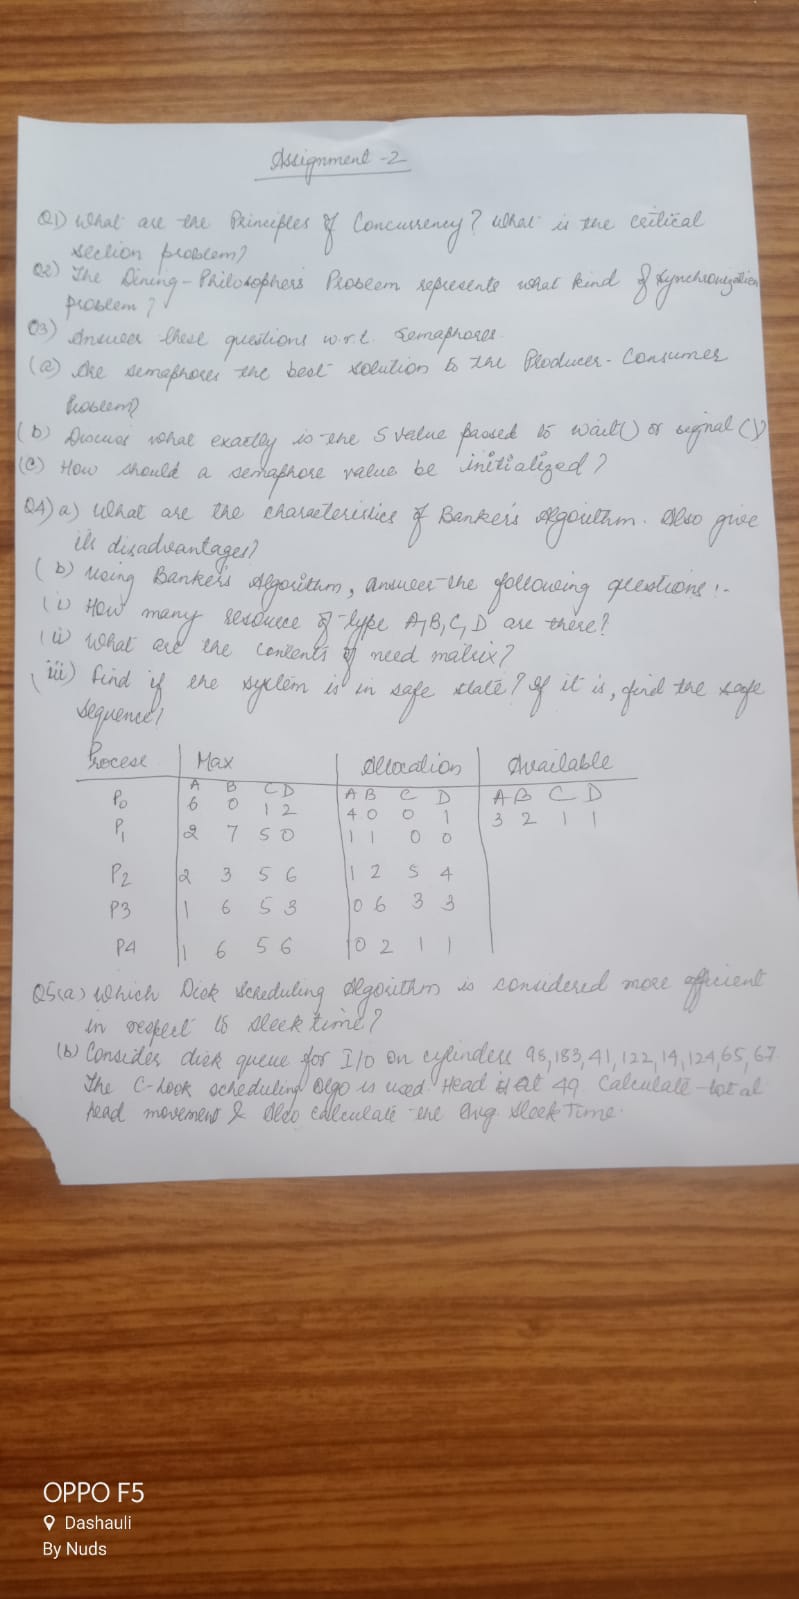 Assignment -2
Q1) What are the Principles of Concurrency? What is the critical
section problem?
Q2) The Dining-Philosophers Problem represents what kind of synchronization
problem?
Q3) Answer these questions w.r.t. Semaphores.
(a) Are semaphores the best solution to the Producer-Consumer
Problem?
(b) Discuss what exactly is the S value passed to wait() or signal()?
(c) How should a semaphore value be initialized?
Q4) a) What are the characteristics of Banker's Algorithm. Also give
its disadvantages?
(b) Using Banker's Algorithm, answer the following questions :-
(i) How many resource of type A,B,C,D are there?
(ii) What are the contents of need matrix?
(iii) Find if the system is in safe state? If it is, find the safe
sequence?
Process Max Allocation Available
A B C D A B C D A B C D
P0 6 0 1 2 4 0 0 1 3 2 1 1
P1 2 7 5 0 1 1 0 0
P2 2 3 5 6 1 2 5 4
P3 1 6 5 3 0 6 3 3
P4 1 6 5 6 0 2 1 1
Q5(a) Which Disk Scheduling Algorithm is considered more efficient
in respect to seek time?
(b) Consider disk queue for I/O on cylinders 98,183,41,122,14,124,65,67.
The C-Look scheduling Algo is used. Head is at 49. Calculate total
head movement & Also calculate the Avg. Seek Time.
OPPO F5
Dashauli
By Nuds